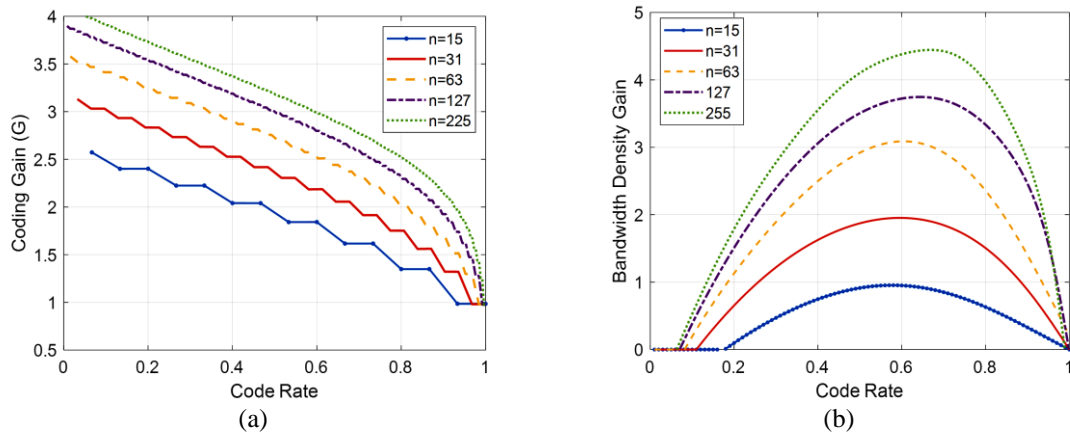 4
3.5
3
2.5
2
1.5
1
0.5
Coding Gain (G)
0
0.2
0.4
0.6
0.8
1
Code Rate
n=15
n=31
n=63
n=127
n=225
(a)
5
4
3
2
1
0
Bandwidth Density Gain
0
0.2
0.4
0.6
0.8
1
Code Rate
n=15
n=31
n=63
127
255
(b)